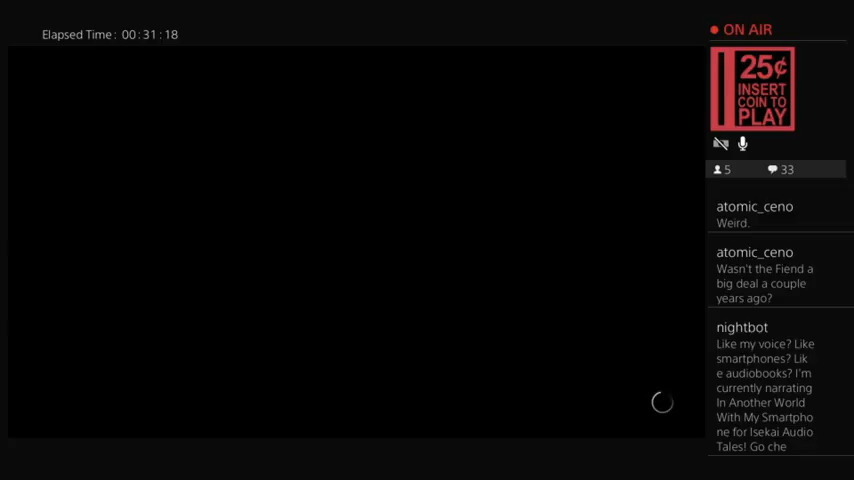 Elapsed Time: 00:31:18
ON AIR
25¢
INSERT
COIN TO
PLAY
5
33
atomic_ceno
Weird.
atomic_ceno
Wasn't the Fiend a
big deal a couple
years ago?
nightbot
Like my voice? Like
smartphones? Lik
e audiobooks? I'm
currently narrating
In Another World
With My Smartpho
ne for Isekai Audio
Tales! Go che